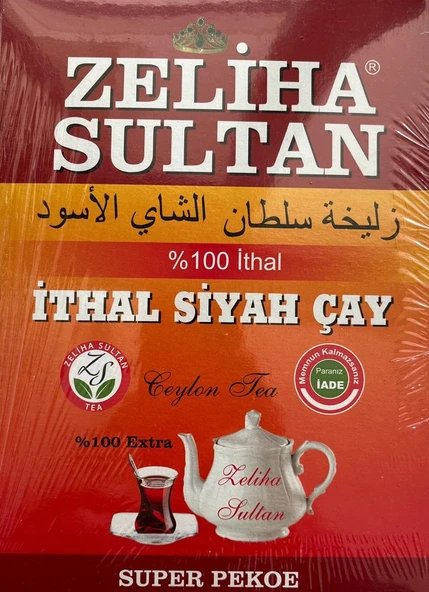 ZELİHA®
SULTAN
زليخة سلطان الشاي الأسود
%100 İthal
İTHAL SİYAH ÇAY
ZELİHA SULTAN
ZS
TEA
Ceylon Tea
Memnun Kalmazsanız
Paranız
İADE
%100 Extra
Zeliha
Sultan
SUPER PEKOE